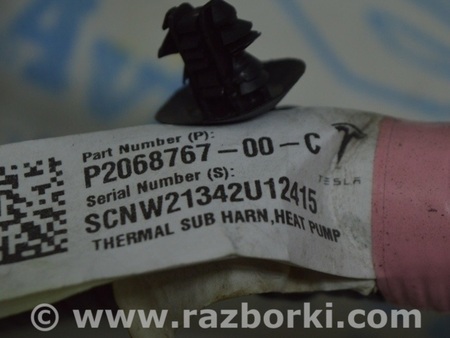 Part Number (P):
P2068767-00-C
Serial Number (S):
SCNW21342U12415
THERMAL SUB HARN,HEAT PUMP
TESLA
© www.razborki.com